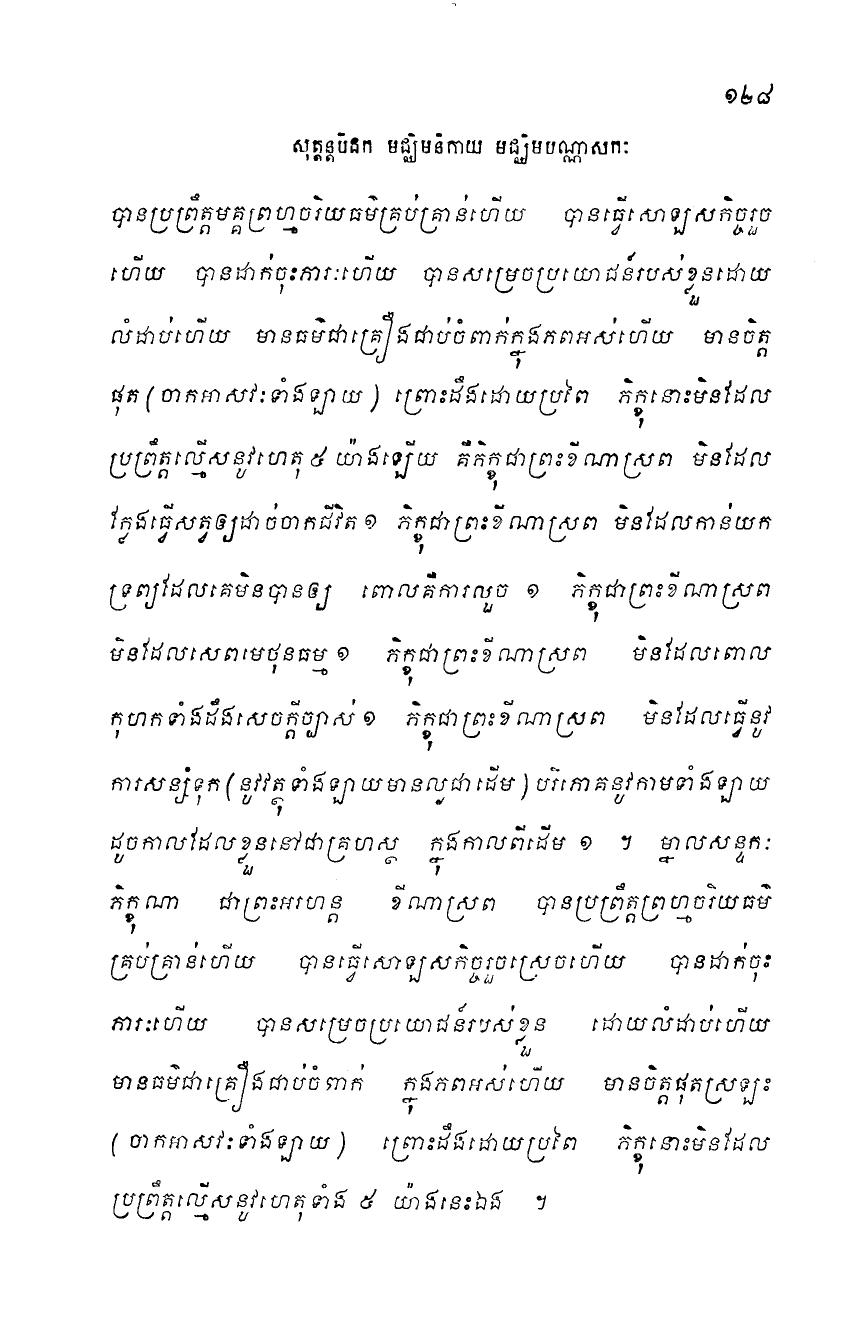 ១២៨
សុត្តន្តបិដក មជ្ឈិមនិកាយ មជ្ឈិមបណ្ណាសកៈ
បានប្រព្រឹត្តមគ្គព្រហ្មចរិយធម៌គ្រប់គ្រាន់ហើយ បានធ្វើសោឡសកិច្ចរួច
ហើយ បានដាក់ចុះភារៈហើយ បានសម្រេចប្រយោជន៍របស់ខ្លួនដោយ
លំដាប់ហើយ មានធម៌ជាគ្រឿងជាប់ចំពាក់ក្នុងភពអស់ហើយ មានចិត្ត
ផុត (ចាកអាសវៈទាំងឡាយ) ព្រោះដឹងដោយប្រពៃ ភិក្ខុនោះមិនដែល
ប្រព្រឹត្តល្មើសនូវហេតុ ៥ យ៉ាងឡើយ គឺភិក្ខុជាព្រះខីណាស្រព មិនដែល
ក្លែងធ្វើសត្វឲ្យដាច់ចាកជីវិត ១ ភិក្ខុជាព្រះខីណាស្រព មិនដែលកាន់យក
ទ្រព្យដែលគេមិនបានឲ្យ ពោលគឺការលួច ១ ភិក្ខុជាព្រះខីណាស្រព
មិនដែលសេពមេថុនធម្ម ១ ភិក្ខុជាព្រះខីណាស្រព មិនដែលពោល
កុហកទាំងដឹងសេចក្តីច្បាស់ ១ ភិក្ខុជាព្រះខីណាស្រព មិនដែលធ្វើនូវ
ការសន្សំទុក (នូវវត្ថុទាំងឡាយមានល្ងជាដើម) បរិភោគនូវកាមទាំងឡាយ
ដូចកាលដែលខ្លួននៅជាគ្រហស្ថ ក្នុងកាលពីដើម ១ ។ ម្នាលសន្ទកៈ
ភិក្ខុណា ជាព្រះអរហន្ត ខីណាស្រព បានប្រព្រឹត្តព្រហ្មចរិយធម៌
គ្រប់គ្រាន់ហើយ បានធ្វើសោឡសកិច្ចរួចស្រេចហើយ បានដាក់ចុះ
ភារៈហើយ បានសម្រេចប្រយោជន៍របស់ខ្លួន ដោយលំដាប់ហើយ
មានធម៌ជាគ្រឿងជាប់ចំពាក់ ក្នុងភពអស់ហើយ មានចិត្តផុតស្រឡះ
(ចាកអាសវៈទាំងឡាយ) ព្រោះដឹងដោយប្រពៃ ភិក្ខុនោះមិនដែល
ប្រព្រឹត្តល្មើសនូវហេតុទាំង ៥ យ៉ាងនេះឯង ។